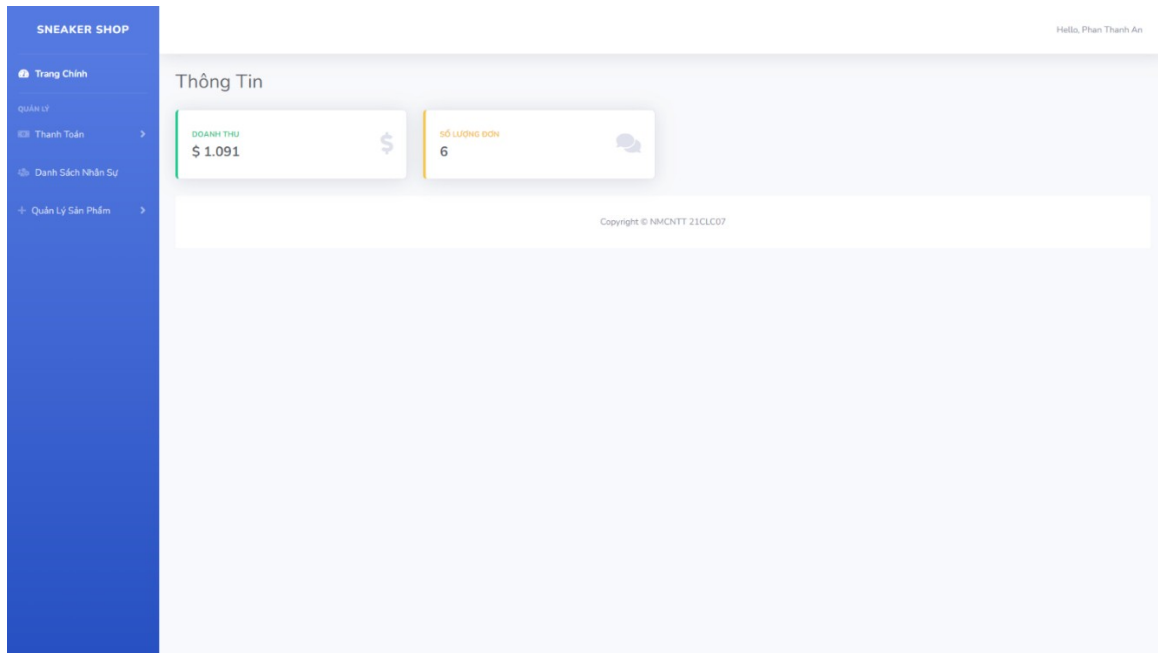 SNEAKER SHOP
Hello, Phan Thanh An
Trang Chính
QUẢN LÝ
Thanh Toán
Danh Sách Nhân Sự
Quản Lý Sản Phẩm
Thông Tin
DOANH THU
$ 1.091
SỐ LƯỢNG ĐƠN
6
Copyright © NMCNTT 21CLC07